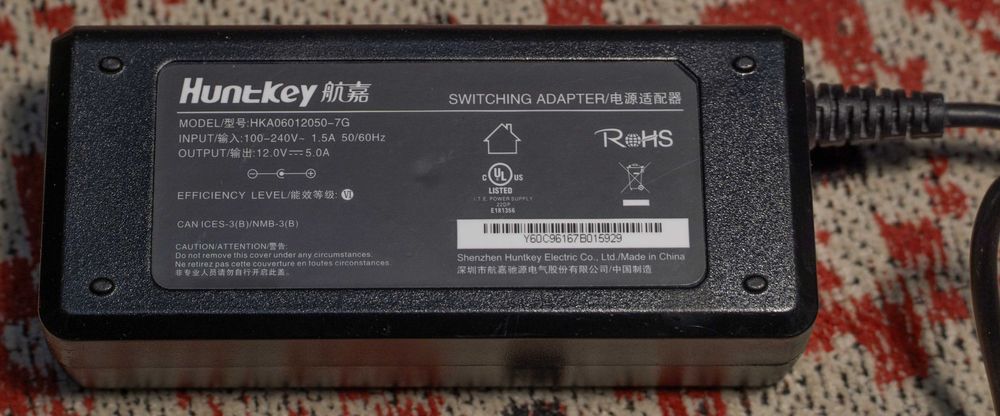 Huntkey 航嘉
SWITCHING ADAPTER/电源适配器
MODEL/型号:HKA06012050-7G
INPUT/输入:100-240V~ 1.5A 50/60Hz
OUTPUT/输出:12.0V⎓5.0A
EFFICIENCY LEVEL/能效等级: VI
CAN ICES-3(B)/NMB-3(B)
CAUTION/ATTENTION/警告:
Do not remove this cover under any circumstances.
Ne retirez pas cette couverture en toutes circonstances.
非专业人员请勿自行开启此盖。
RoHS
C UL US
LISTED
I.T.E. POWER SUPPLY
22DP
E181356
Y60C96167B015929
Shenzhen Huntkey Electric Co., Ltd./Made in China
深圳市航嘉驰源电气股份有限公司/中国制造